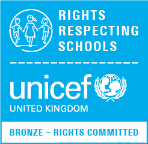 RIGHTS
RESPECTING
SCHOOLS
unicef
UNITED KINGDOM
BRONZE – RIGHTS COMMITTED